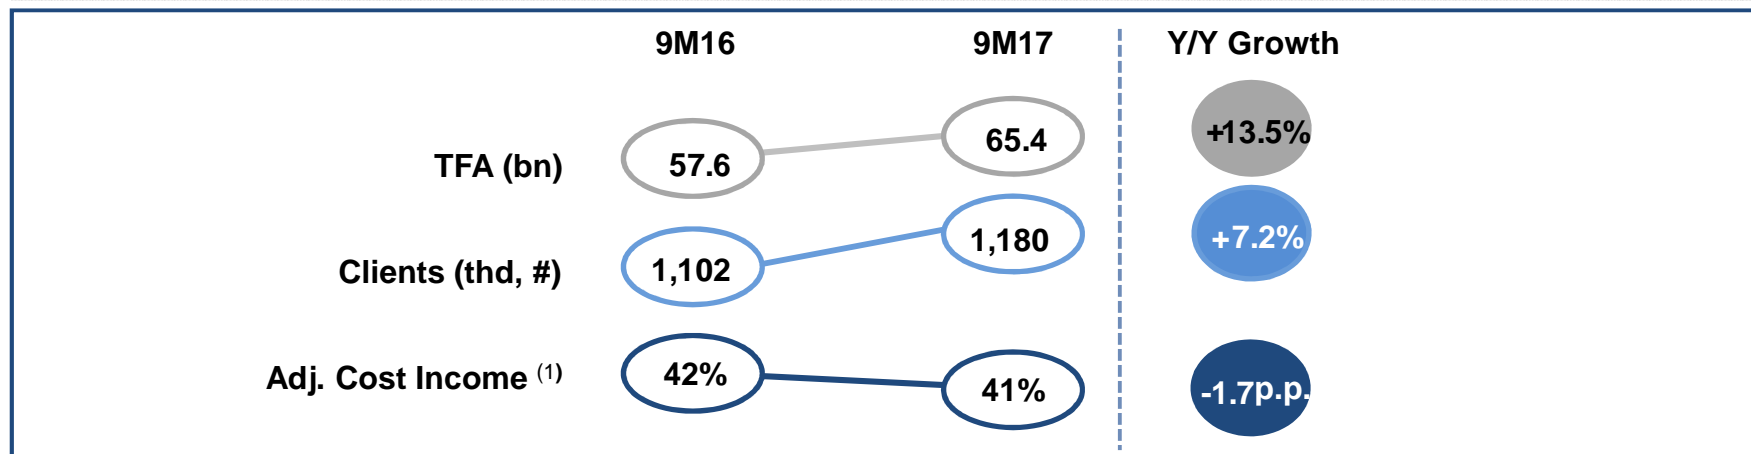 9M16 9M17 Y/Y Growth
TFA (bn) 57.6 65.4 +13.5%
Clients (thd, #) 1,102 1,180 +7.2%
Adj. Cost Income (1) 42% 41% -1.7p.p.